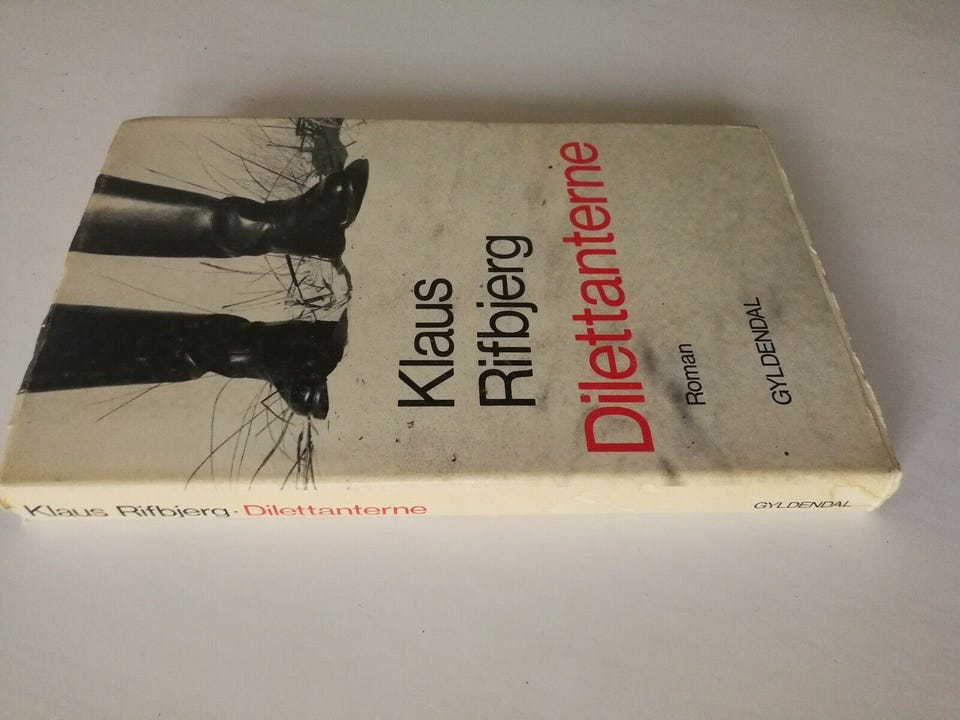 Klaus
Rifbjerg
Dilettanterne
Roman
GYLDENDAL
Klaus Rifbjerg · Dilettanterne
GYLDENDAL